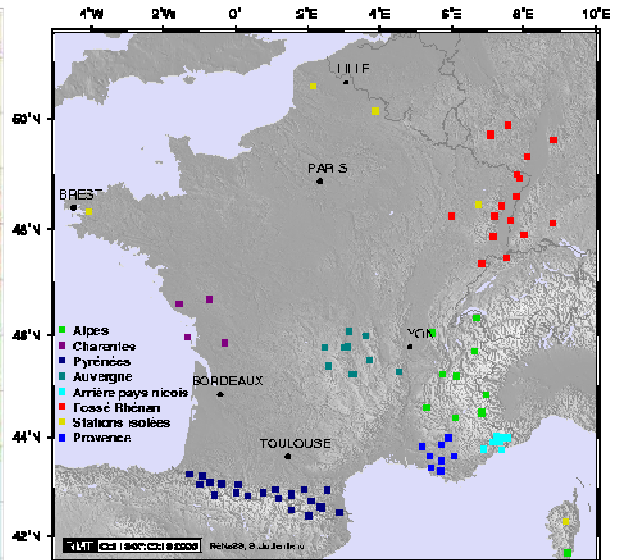 4°W 2°W 0° 2°E 4°E 6°E 8°E 10°E
LILLE
50°N
PARIS
BREST
48°N
46°N
YON
Alpes
Charentes
Pyrénées
Auvergne
Arrière pays niçois
Fossé Rhénan
Stations isolées
Provence
BORDEAUX
44°N
TOULOUSE
42°N